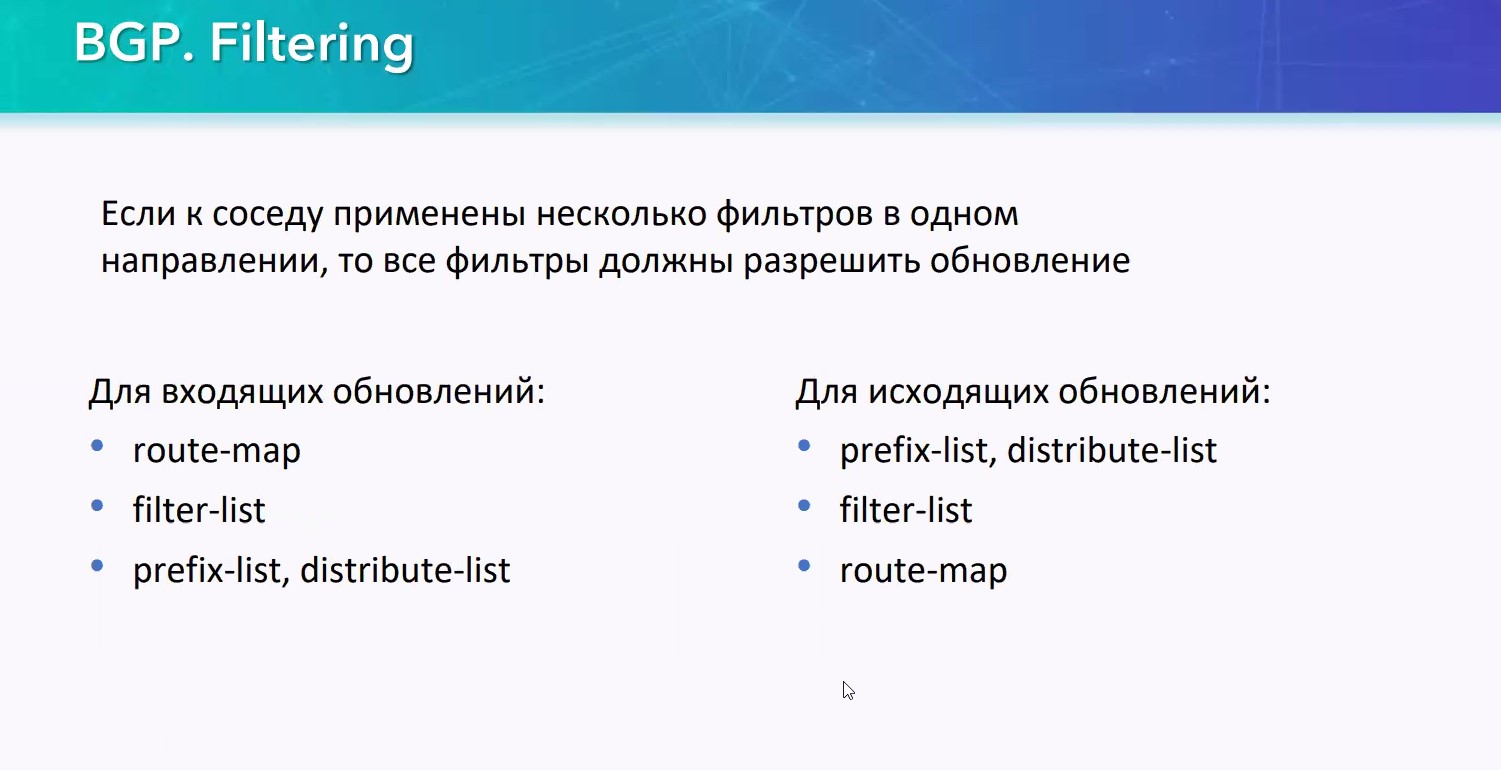 BGP. Filtering
Если к соседу применены несколько фильтров в одном
направлении, то все фильтры должны разрешить обновление
Для входящих обновлений:
• route-map
• filter-list
• prefix-list, distribute-list
Для исходящих обновлений:
• prefix-list, distribute-list
• filter-list
• route-map